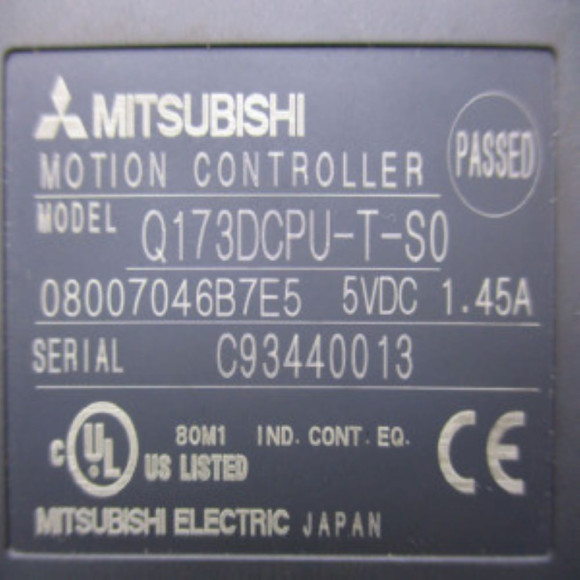 MITSUBISHI
MOTION CONTROLLER
PASSED
MODEL Q173DCPU-T-S0
08007046B7E5 5VDC 1.45A
SERIAL C93440013
C UL US LISTED 80M1 IND. CONT. EQ.
CE
MITSUBISHI ELECTRIC JAPAN